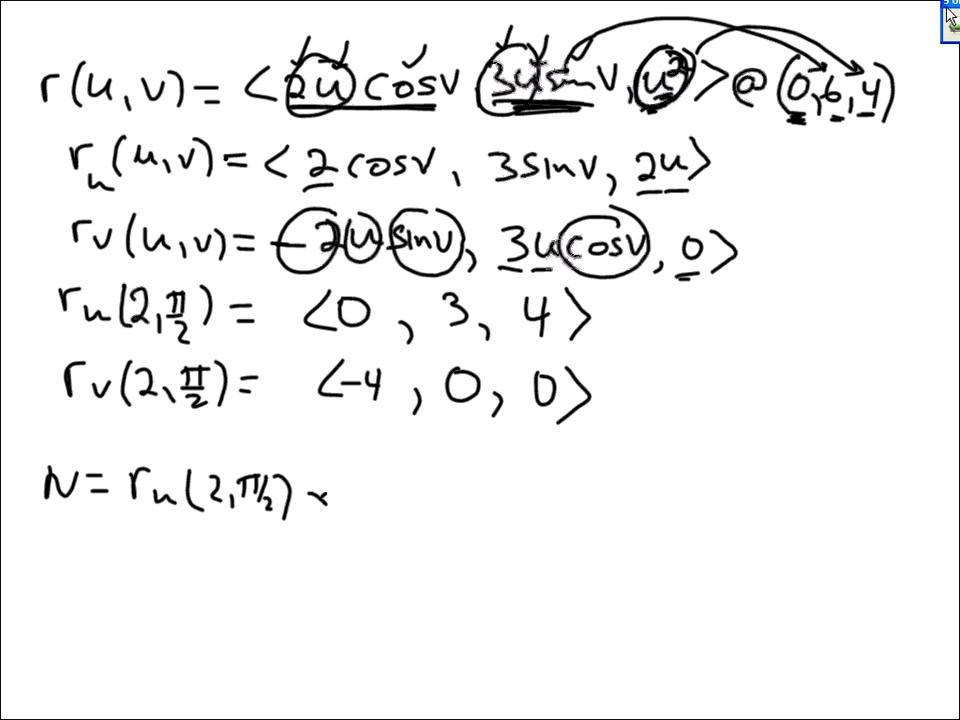 r(u,v) = <2u cosv, 3u sinv, u²> @ (0,6,4)
r_u(u,v) = <2cosv, 3sinv, 2u>
r_v(u,v) = -2u sinv, 3u cosv, 0>
r_u(2,π/2) = <0, 3, 4>
r_v(2,π/2) = <-4, 0, 0>
N = r_u(2,π/2) ×